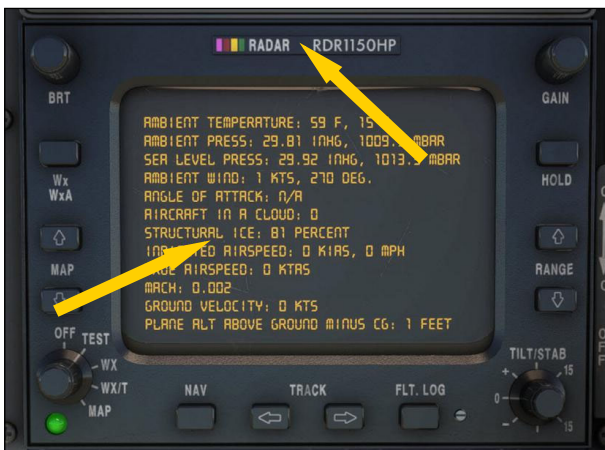 RADAR RDR1150HP
BRT
GAIN
AMBIENT TEMPERATURE: 59 F, 15
AMBIENT PRESS: 29.81 INHG, 1009. MBAR
SEA LEVEL PRESS: 29.92 INHG, 1013. MBAR
AMBIENT WIND: 1 KTS, 270 DEG.
ANGLE OF ATTACK: N/A
AIRCRAFT IN A CLOUD: 0
STRUCTURAL ICE: 81 PERCENT
AIRSPEED: 0 KIAS, 0 MPH
AIRSPEED: 0 KTAS
MACH: 0.002
GROUND VELOCITY: 0 KTS
PLANE ALT ABOVE GROUND MINUS CG: 1 FEET
Wx
WxA
HOLD
MAP
RANGE
OFF
TEST
WX
WX/T
MAP
NAV
TRACK
FLT. LOG
TILT/STAB
+ 15
0
- 15